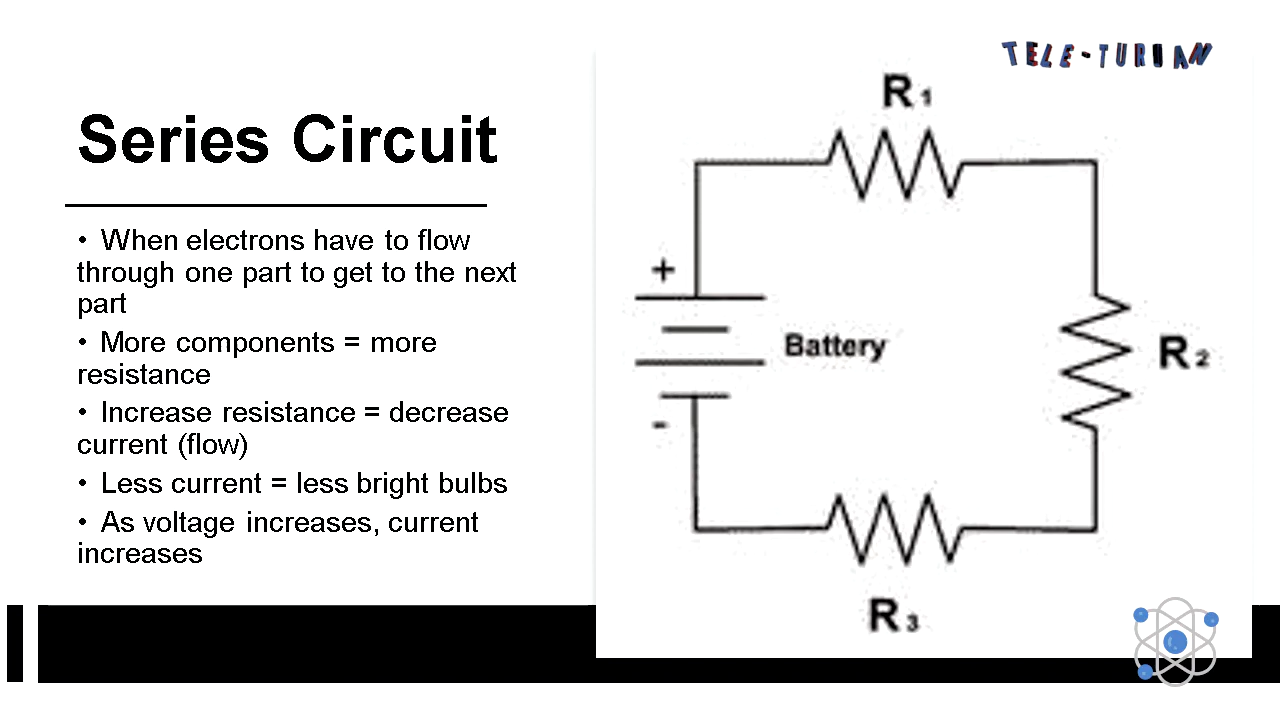 TELE-TURUAN
R1
Series Circuit
• When electrons have to flow
through one part to get to the next
part
• More components = more
resistance
• Increase resistance = decrease
current (flow)
• Less current = less bright bulbs
• As voltage increases, current
increases
+
Battery
R2
-
R3